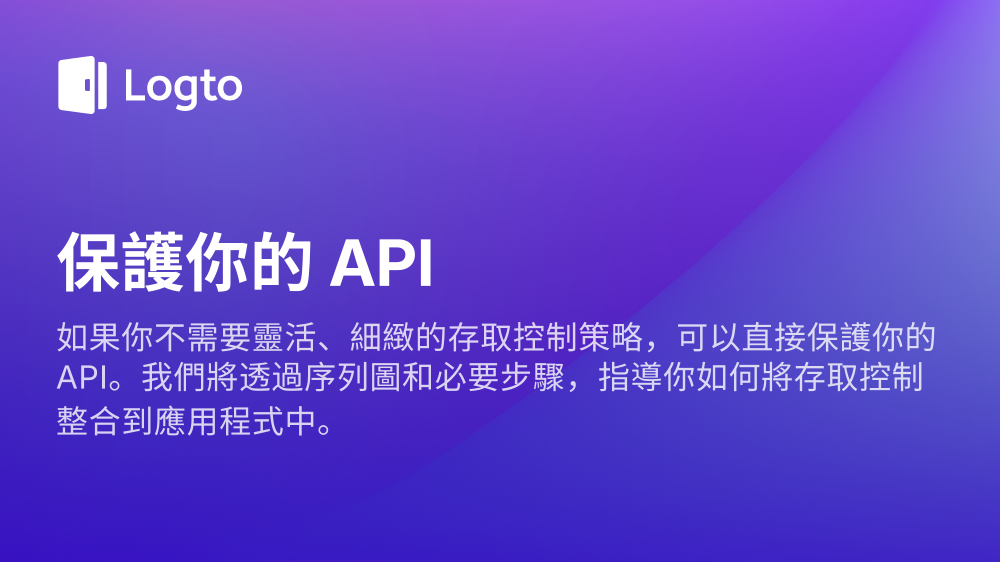 Logto
保護你的 API
如果你不需要靈活、細緻的存取控制策略，可以直接保護你的
API。我們將透過序列圖和必要步驟，指導你如何將存取控制
整合到應用程式中。